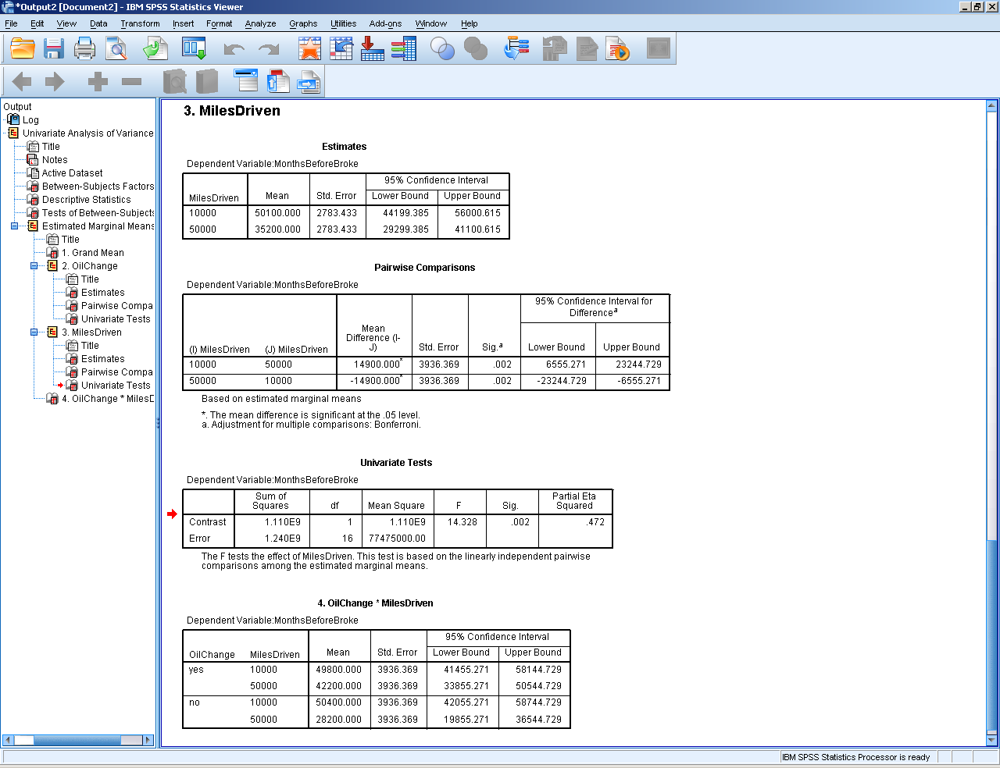 *Output2 [Document2] - IBM SPSS Statistics Viewer
File Edit View Data Transform Insert Format Analyze Graphs Utilities Add-ons Window Help
Output
Log
Univariate Analysis of Variance
Title
Notes
Active Dataset
Between-Subjects Factors
Descriptive Statistics
Tests of Between-Subjects
Estimated Marginal Means
Title
1. Grand Mean
2. OilChange
Title
Estimates
Pairwise Compa
Univariate Tests
3. MilesDriven
Title
Estimates
Pairwise Compa
Univariate Tests
4. OilChange * MilesD
3. MilesDriven
Estimates
Dependent Variable:MonthsBeforeBroke
95% Confidence Interval
MilesDriven Mean Std. Error Lower Bound Upper Bound
10000 50100.000 2783.433 44199.385 56000.615
50000 35200.000 2783.433 29299.385 41100.615
Pairwise Comparisons
Dependent Variable:MonthsBeforeBroke
95% Confidence Interval for
Difference a
Mean
Difference (I-
J)
(I) MilesDriven (J) MilesDriven Std. Error Sig.a Lower Bound Upper Bound
10000 50000 14900.000* 3936.369 .002 6555.271 23244.729
50000 10000 -14900.000* 3936.369 .002 -23244.729 -6555.271
Based on estimated marginal means
*. The mean difference is significant at the .05 level.
a. Adjustment for multiple comparisons: Bonferroni.
Univariate Tests
Dependent Variable:MonthsBeforeBroke
Sum of
Squares df Mean Square F Sig. Partial Eta
Squared
Contrast 1.110E9 1 1.110E9 14.328 .002 .472
Error 1.240E9 16 77475000.00
The F tests the effect of MilesDriven. This test is based on the linearly independent pairwise
comparisons among the estimated marginal means.
4. OilChange * MilesDriven
Dependent Variable:MonthsBeforeBroke
95% Confidence Interval
OilChange MilesDriven Mean Std. Error Lower Bound Upper Bound
yes 10000 49800.000 3936.369 41455.271 58144.729
50000 42200.000 3936.369 33855.271 50544.729
no 10000 50400.000 3936.369 42055.271 58744.729
50000 28200.000 3936.369 19855.271 36544.729
IBM SPSS Statistics Processor is ready